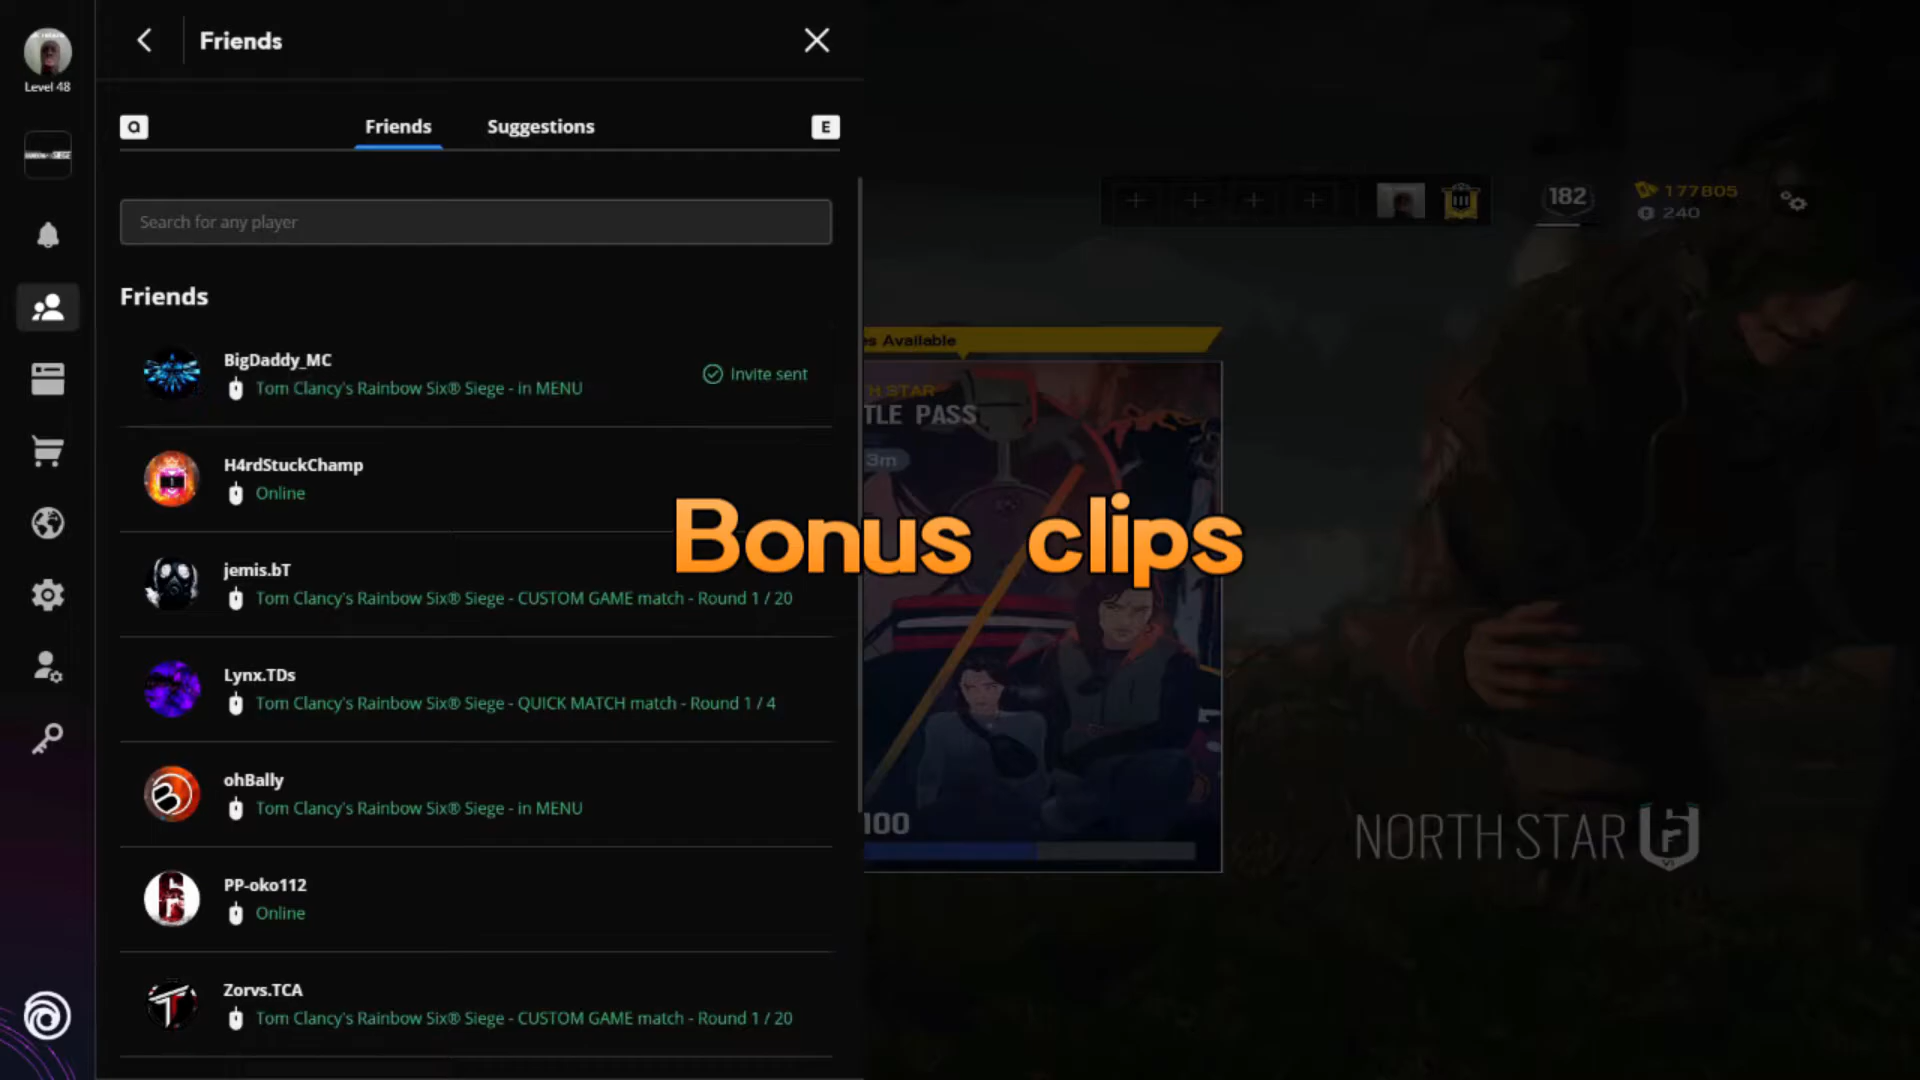 Friends
Level 48
Q
Friends
Suggestions
E
Search for any player
Friends
BigDaddy_MC
Tom Clancy's Rainbow Six® Siege - in MENU
Invite sent
H4rdStuckChamp
Online
jemis.bT
Tom Clancy's Rainbow Six® Siege - CUSTOM GAME match - Round 1 / 20
Lynx.TDs
Tom Clancy's Rainbow Six® Siege - QUICK MATCH match - Round 1 / 4
ohBally
Tom Clancy's Rainbow Six® Siege - in MENU
PP-oko112
Online
Zorvs.TCA
Tom Clancy's Rainbow Six® Siege - CUSTOM GAME match - Round 1 / 20
Bonus clips
182
177805
240
es Available
H STAR
TLE PASS
3m
100
NORTH STAR